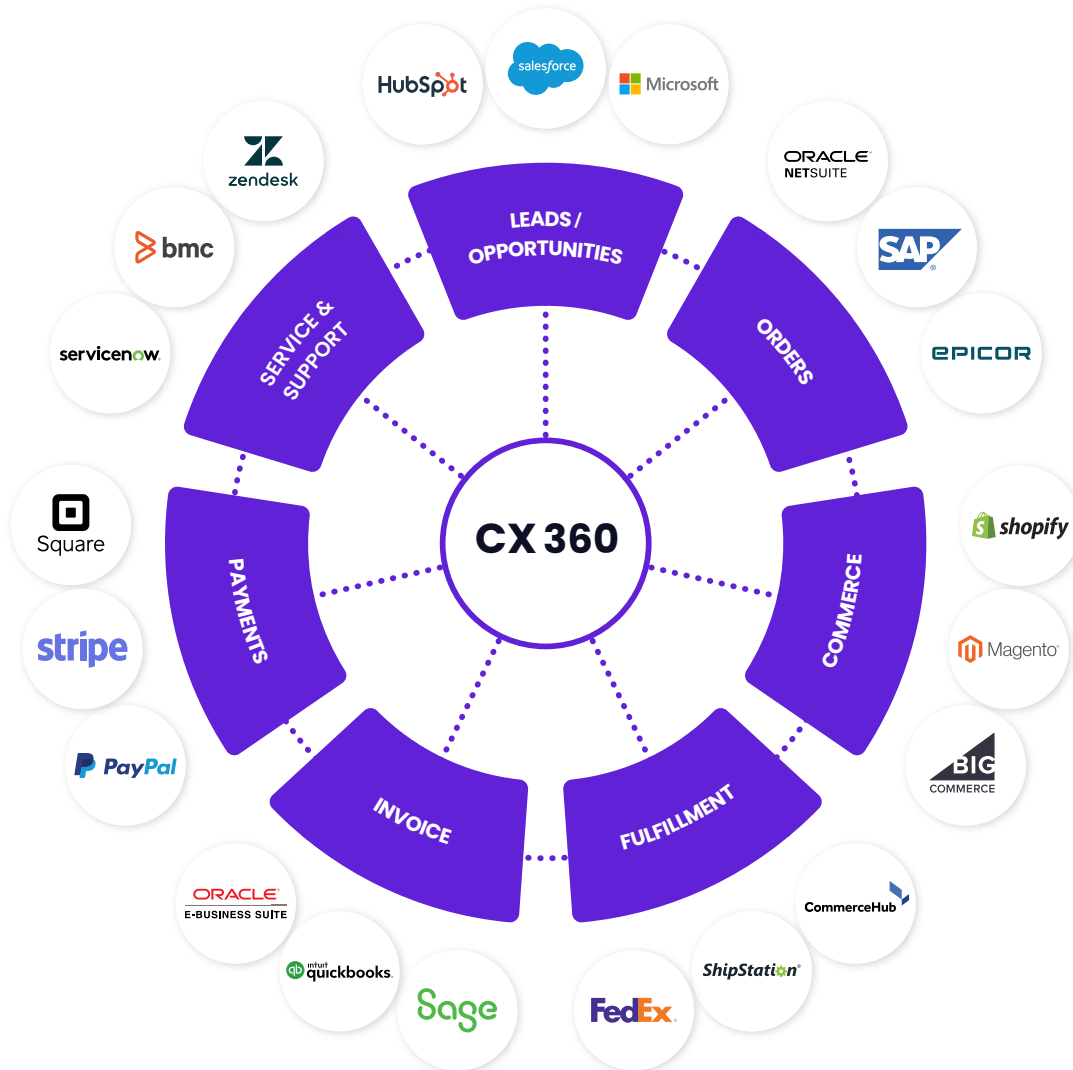 HubSpot
salesforce
Microsoft
ORACLE
NETSUITE
SAP
®
EPICOR
shopify
Magento®
BIG
COMMERCE
CommerceHub
ShipStation®
FedEx®
Sage
intuit
qb quickbooks.
ORACLE®
E-BUSINESS SUITE
PayPal
stripe
Square
servicenow.
bmc
zendesk
LEADS /
OPPORTUNITIES
ORDERS
COMMERCE
FULFILLMENT
INVOICE
PAYMENTS
SERVICE &
SUPPORT
CX 360